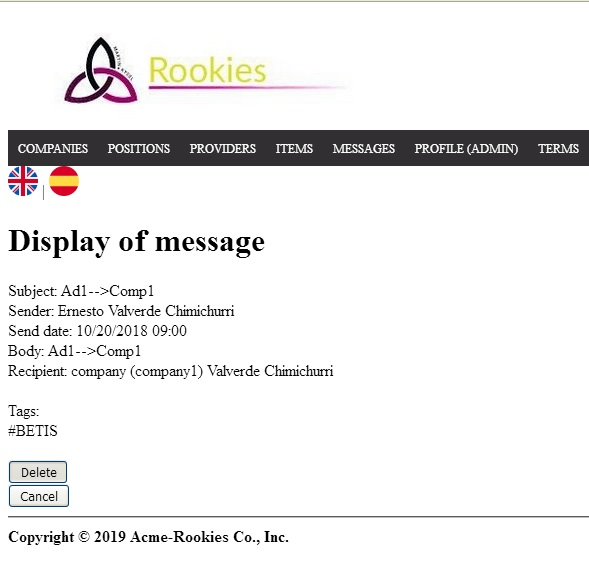 Rookies
COMPANIES POSITIONS PROVIDERS ITEMS MESSAGES PROFILE (ADMIN) TERMS
|
Display of message
Subject: Ad1-->Comp1
Sender: Ernesto Valverde Chimichurri
Send date: 10/20/2018 09:00
Body: Ad1-->Comp1
Recipient: company (company1) Valverde Chimichurri
Tags:
#BETIS
Delete
Cancel
Copyright © 2019 Acme-Rookies Co., Inc.